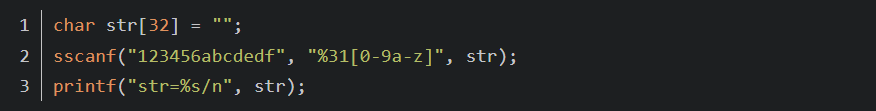 1 char str[32] = "";
2 sscanf("123456abcdedf", "%31[0-9a-z]", str);
3 printf("str=%s/n", str);